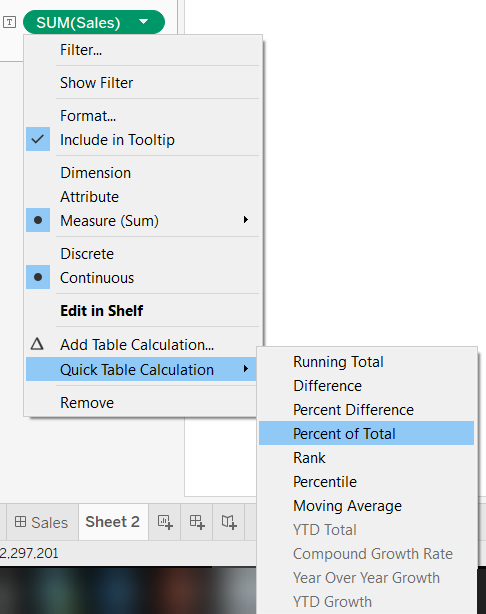 T SUM(Sales)
Filter...
Show Filter
Format...
Include in Tooltip
Dimension
Attribute
Measure (Sum)
Discrete
Continuous
Edit in Shelf
Add Table Calculation...
Quick Table Calculation
Remove
Running Total
Difference
Percent Difference
Percent of Total
Rank
Percentile
Moving Average
YTD Total
Compound Growth Rate
Year Over Year Growth
YTD Growth
Sales Sheet 2
2,297,201